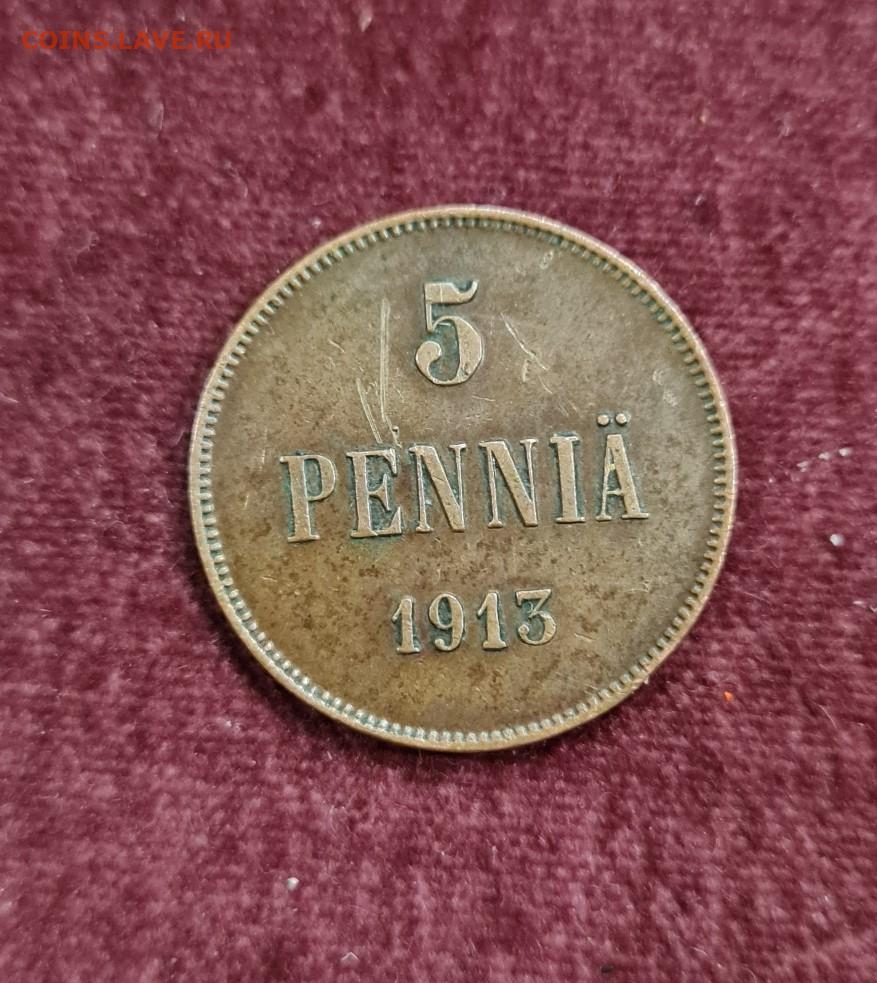 COINS.LAVE.RU
5
PENNIÄ
1913